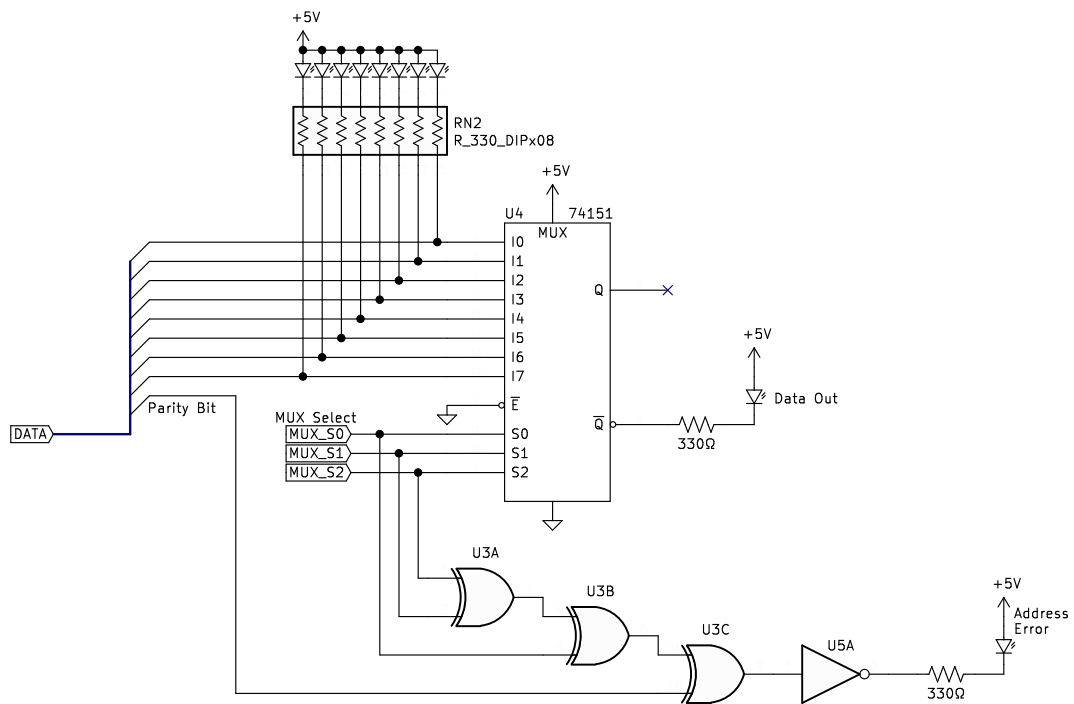 +5V
RN2
R_330_DIPx08
+5V
U4
74151
MUX
I0
I1
I2
I3
I4
I5
I6
I7
E
S0
S1
S2
Q
Q
+5V
Data Out
330Ω
Parity Bit
DATA
MUX Select
MUX_S0
MUX_S1
MUX_S2
U3A
U3B
U3C
U5A
+5V
Address
Error
330Ω